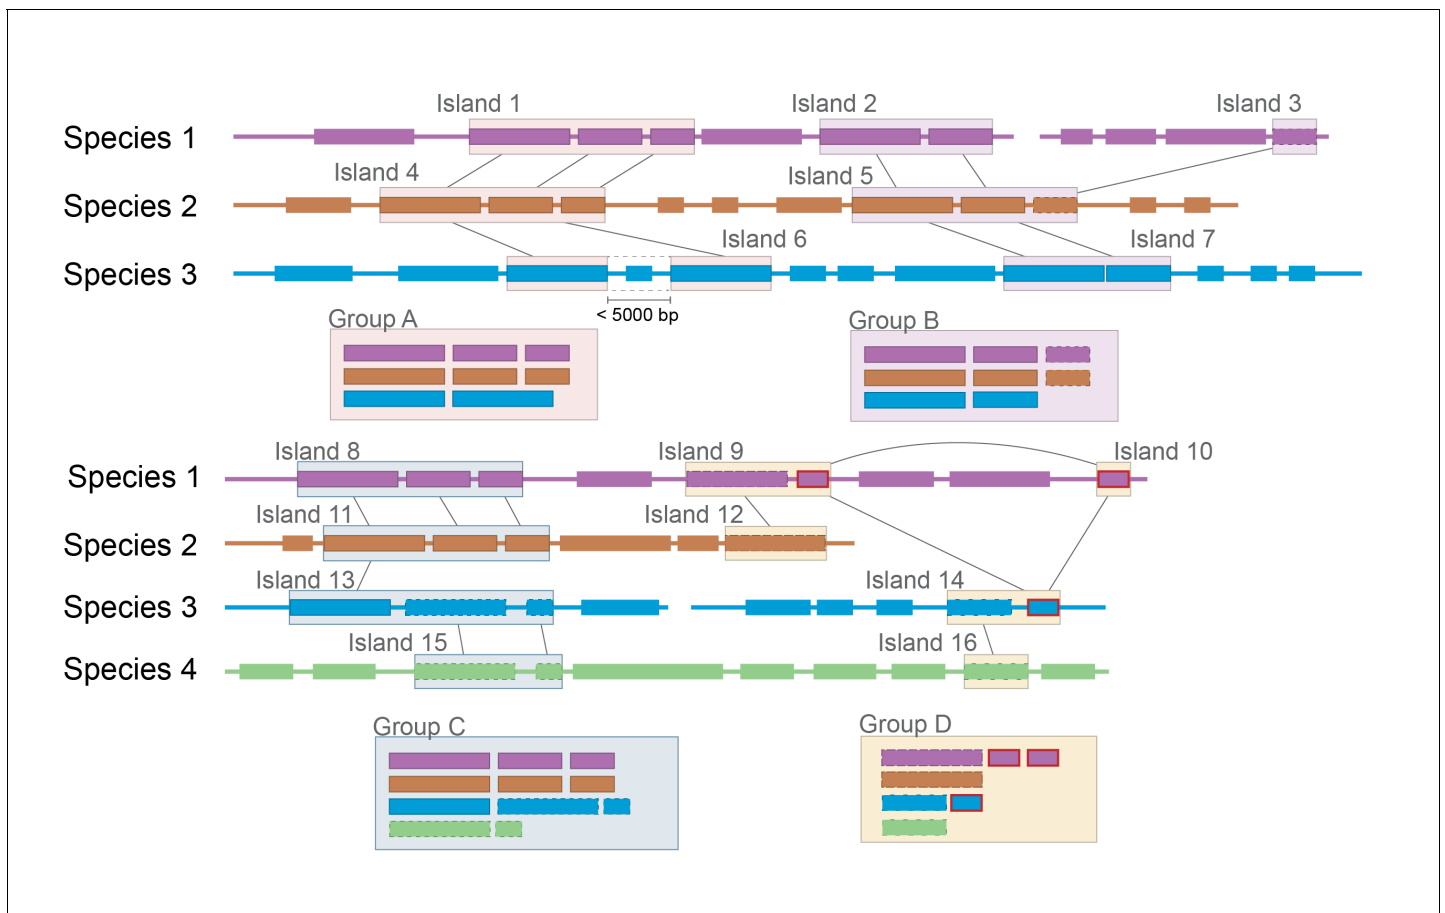 Island 1
Island 2
Island 3
Species 1
Island 4
Island 5
Species 2
Island 6
Island 7
Species 3
< 5000 bp
Group A
Group B
Island 8
Island 9
Island 10
Species 1
Island 11
Island 12
Species 2
Island 13
Island 14
Species 3
Island 15
Island 16
Species 4
Group C
Group D